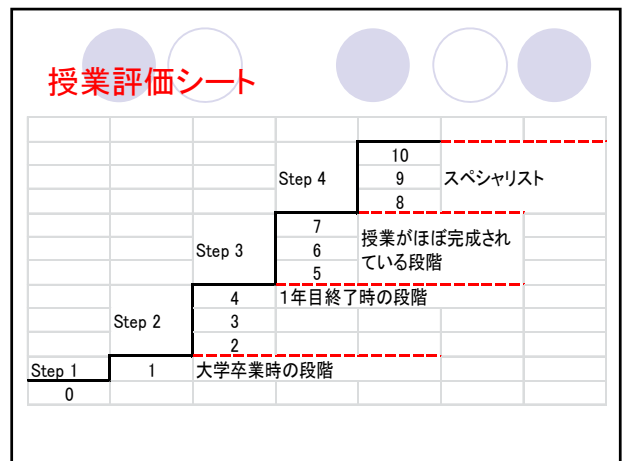 授業評価シート
10
Step 4 9 スペシャリスト
8
7
Step 3 6 授業がほぼ完成され
ている段階
5
4 1年目終了時の段階
Step 2 3
2
Step 1 1 大学卒業時の段階
0